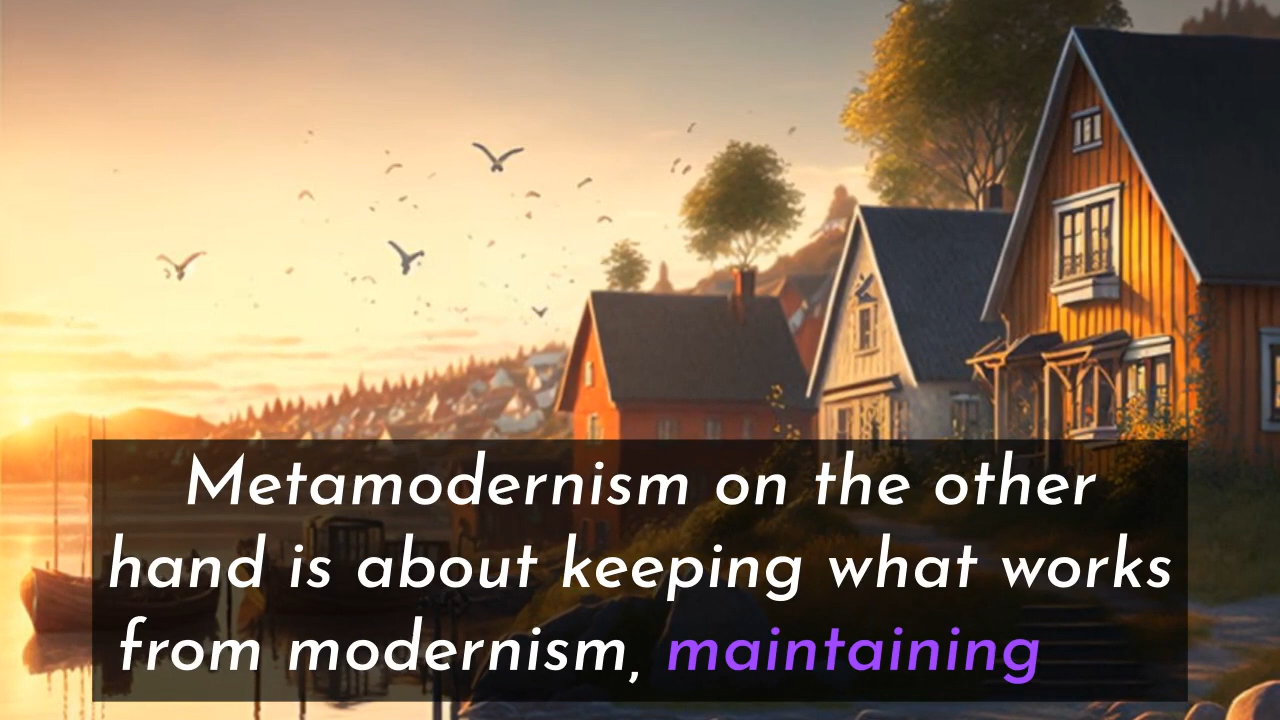 Metamodernism on the other
hand is about keeping what works
from modernism, maintaining